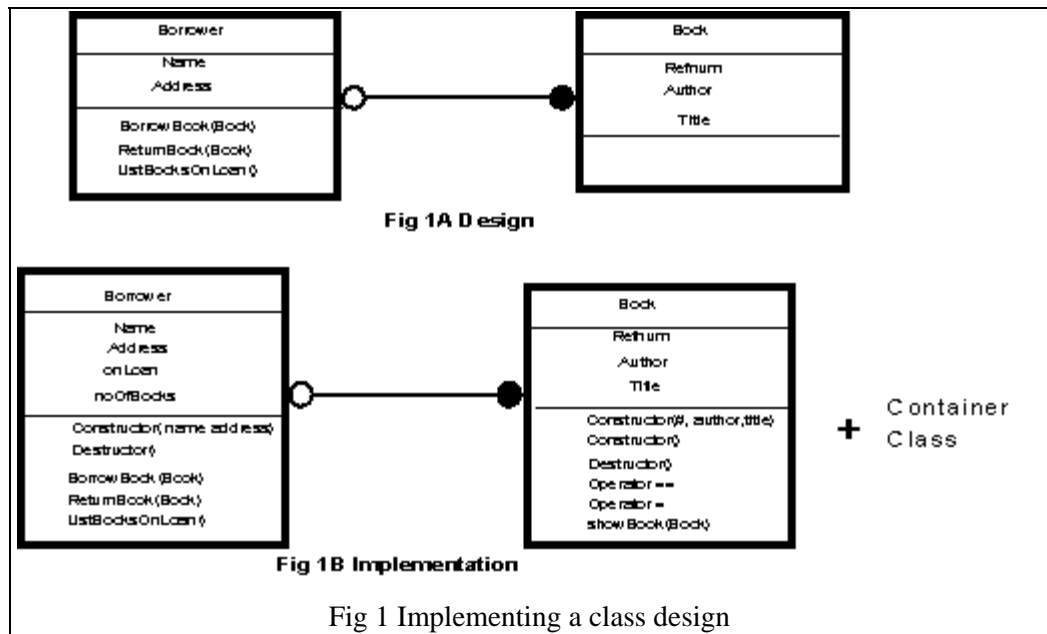 Borrower
Name
Address
BorrowBook(Book)
ReturnBook(Book)
ListBooksOnLoan()
Book
Refnum
Author
Title
Fig 1A Design
Borrower
Name
Address
onLoan
noOfBooks
Constructor(name address)
Destructor()
BorrowBook (Book)
ReturnBook(Book)
ListBooksOnLoan()
Book
Refnum
Author
Title
Constructor(#, author,title)
Constructor()
Destructor()
Operator ==
Operator =
showBook(Book)
+
Container
Class
Fig 1B Implementation
Fig 1 Implementing a class design